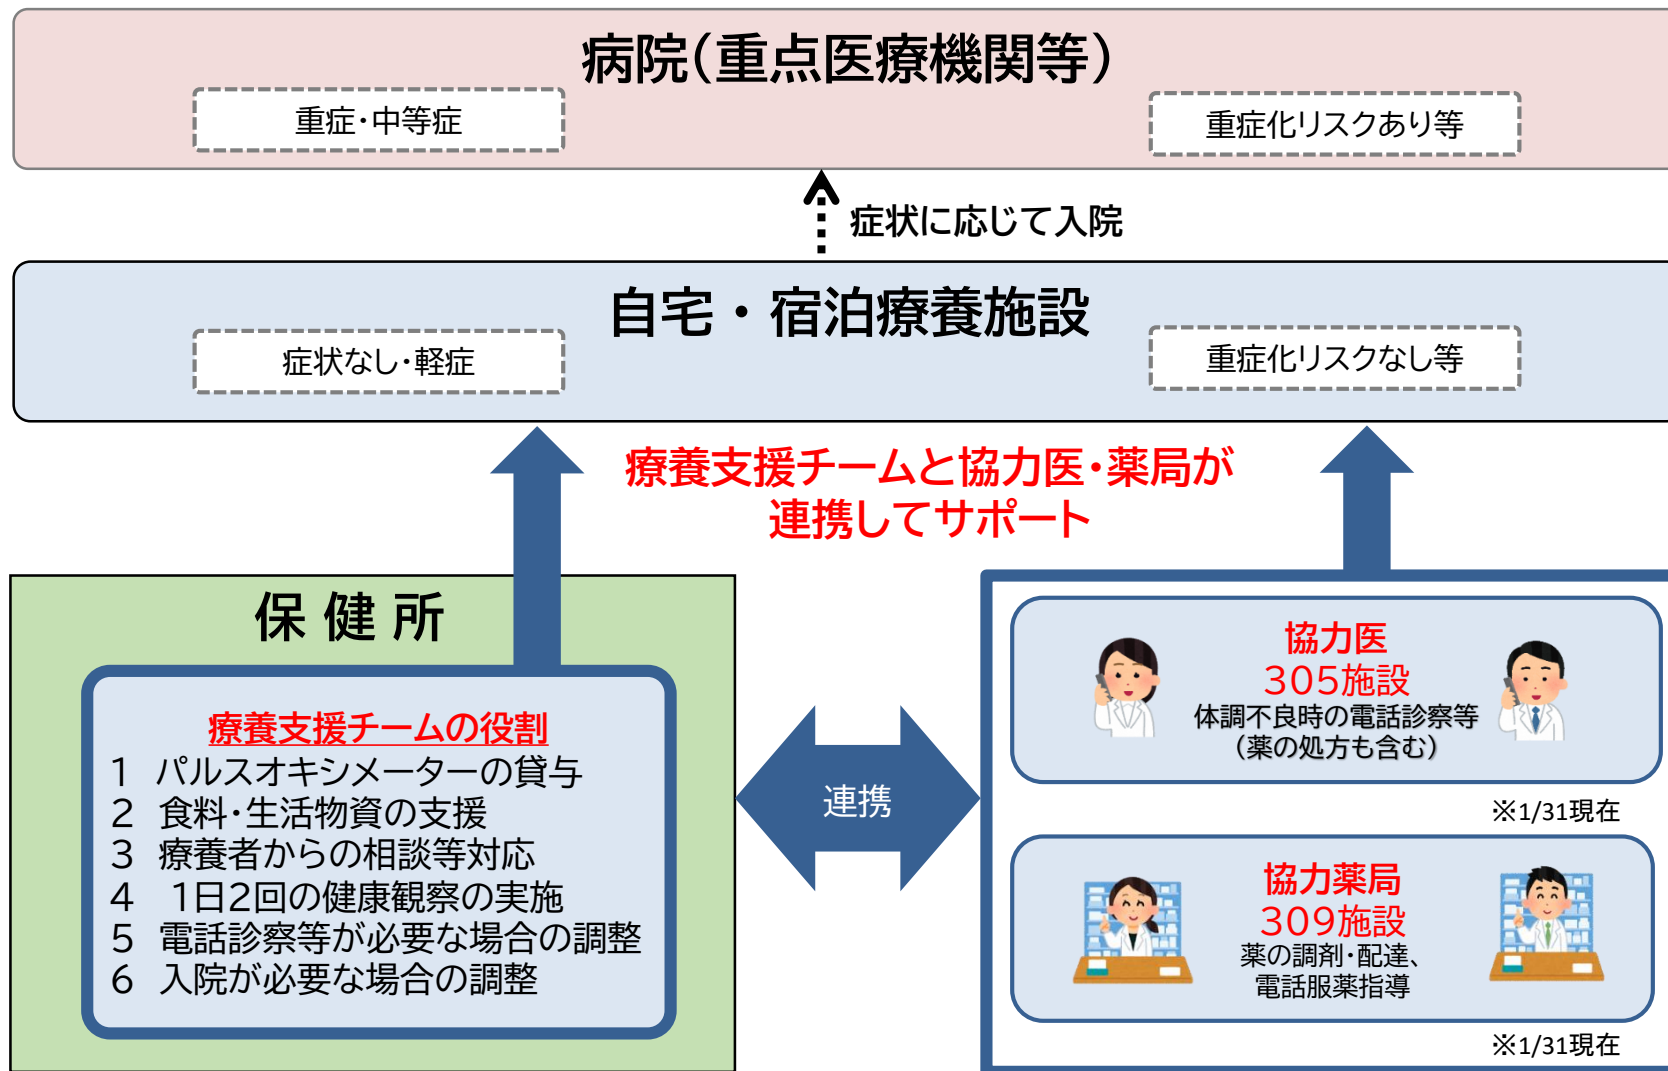 病院(重点医療機関等)
重症・中等症
重症化リスクあり等
症状に応じて入院
自宅・宿泊療養施設
症状なし・軽症
重症化リスクなし等
療養支援チームと協力医・薬局が
連携してサポート
保健所
療養支援チームの役割
1 パルスオキシメーターの貸与
2 食料・生活物資の支援
3 療養者からの相談等対応
4 1日2回の健康観察の実施
5 電話診察等が必要な場合の調整
6 入院が必要な場合の調整
連携
協力医
305施設
体調不良時の電話診察等
(薬の処方も含む)
※1/31現在
協力薬局
309施設
薬の調剤・配達、
電話服薬指導
※1/31現在